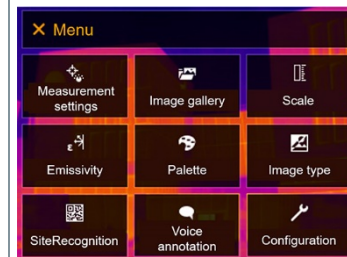 × Menu
Measurement
settings
Image gallery
Scale
ε
Emissivity
Palette
Image type
SiteRecognition
Voice
annotation
Configuration